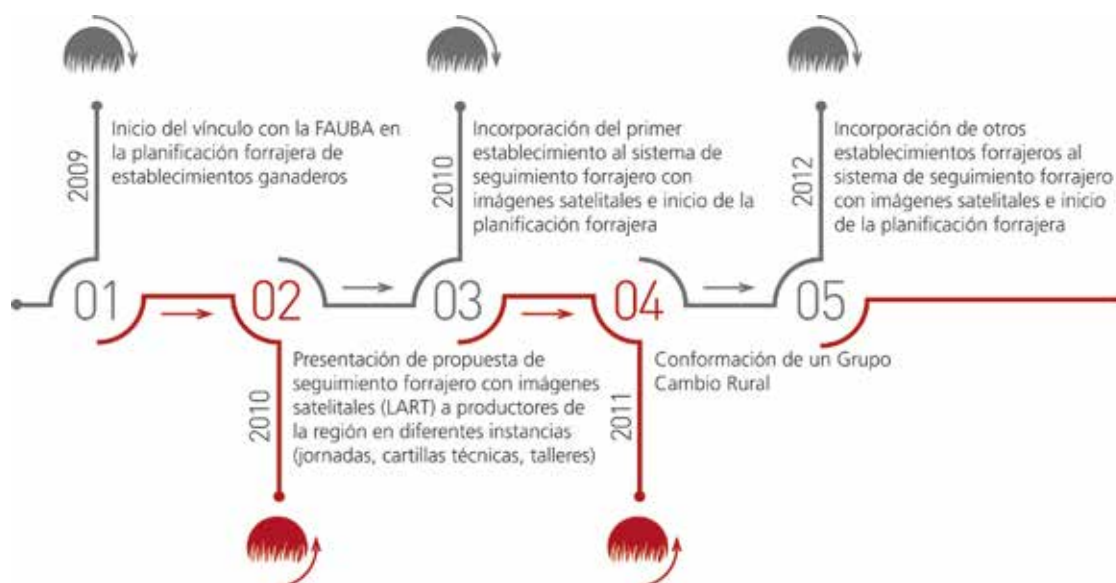 2009
Inicio del vínculo con la FAUBA en
la planificación forrajera de
establecimientos ganaderos
2010
Incorporación del primer
establecimiento al sistema de
seguimiento forrajero con
imágenes satelitales e inicio de la
planificación forrajera
2012
Incorporación de otros
establecimientos forrajeros al
sistema de seguimiento forrajero
con imágenes satelitales e inicio
de la planificación forrajera
01
02
03
04
05
2010
Presentación de propuesta de
seguimiento forrajero con imágenes
satelitales (LART) a productores de
la región en diferentes instancias
(jornadas, cartillas técnicas, talleres)
2011
Conformación de un Grupo
Cambio Rural